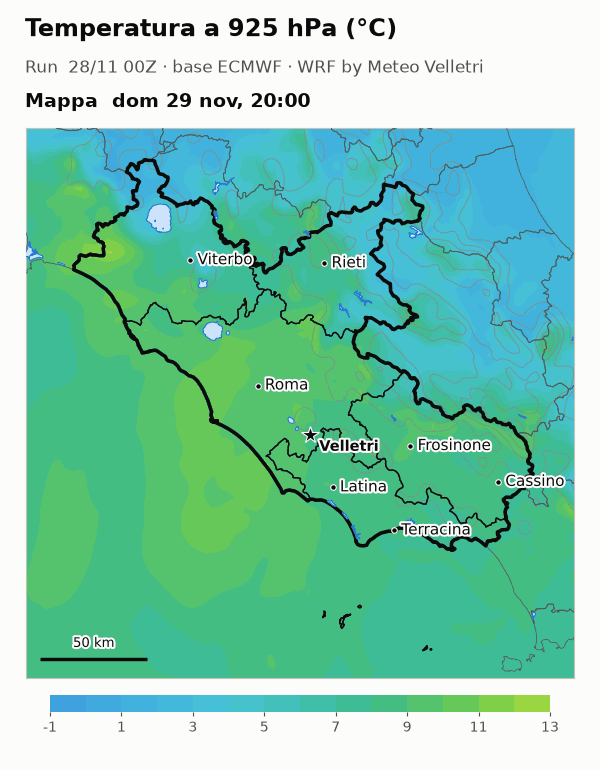 Temperatura a 925 hPa (°C)
Run  28/11 00Z · base ECMWF · WRF by Meteo Velletri
Mappa  dom 29 nov, 20:00
Viterbo
Rieti
Roma
Velletri
Frosinone
Cassino
Latina
Terracina
50 km
-1 1 3 5 7 9 11 13